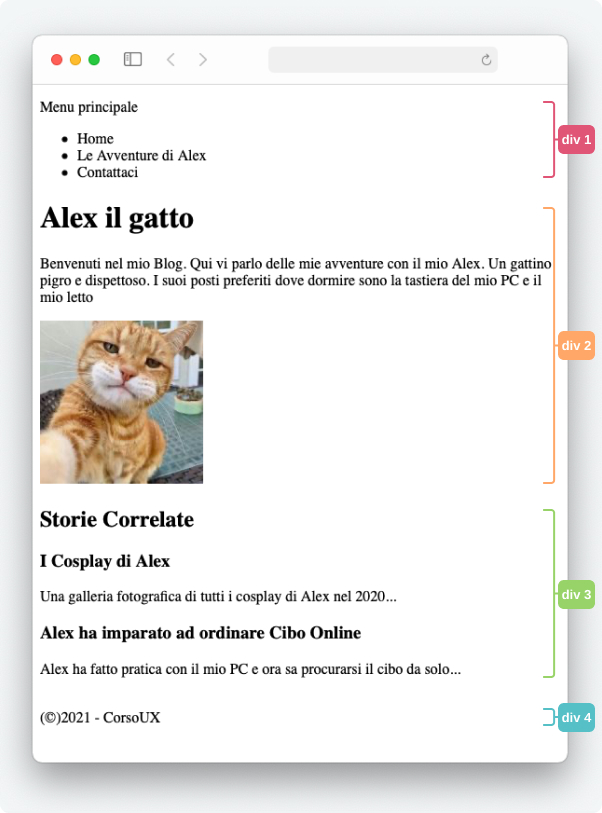 Menu principale
Home
Le Avventure di Alex
Contattaci
div 1
Alex il gatto
Benvenuti nel mio Blog. Qui vi parlo delle mie avventure con il mio Alex. Un gattino
pigro e dispettoso. I suoi posti preferiti dove dormire sono la tastiera del mio PC e il
mio letto
div 2
Storie Correlate
I Cosplay di Alex
Una galleria fotografica di tutti i cosplay di Alex nel 2020...
div 3
Alex ha imparato ad ordinare Cibo Online
Alex ha fatto pratica con il mio PC e ora sa procurarsi il cibo da solo...
(©)2021 - CorsoUX
div 4